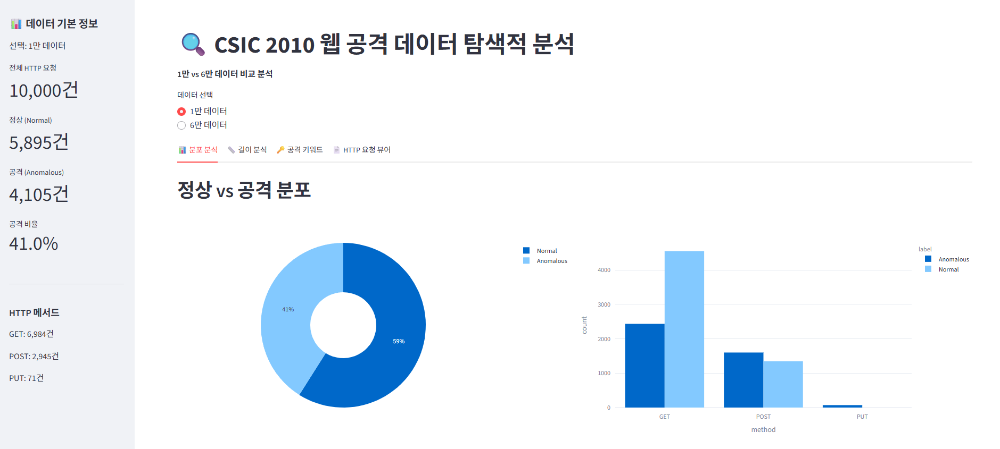 데이터 기본 정보
선택: 1만 데이터
전체 HTTP 요청
10,000건
정상 (Normal)
5,895건
공격 (Anomalous)
4,105건
공격 비율
41.0%
HTTP 메서드
GET: 6,984건
POST: 2,945건
PUT: 71건
CSIC 2010 웹 공격 데이터 탐색적 분석
1만 vs 6만 데이터 비교 분석
데이터 선택
1만 데이터
6만 데이터
분포 분석 길이 분석 공격 키워드 HTTP 요청 뷰어
정상 vs 공격 분포
41%
59%
Normal
Anomalous
count
4000
3000
2000
1000
0
GET POST PUT
method
label
Anomalous
Normal